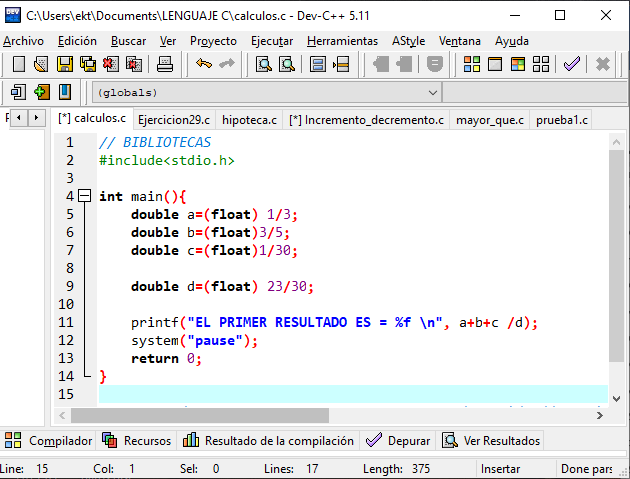 C:\Users\ekt\Documents\LENGUAJE C\calculos.c - Dev-C++ 5.11
Archivo Edición Buscar Ver Proyecto Ejecutar Herramientas AStyle Ventana Ayuda
(globals)
[*] calculos.c Ejercicion29.c hipoteca.c [*] Incremento_decremento.c mayor_que.c prueba1.c
1 // BIBLIOTECAS
2 #include<stdio.h>
3
4 int main(){
5 double a=(float) 1/3;
6 double b=(float)3/5;
7 double c=(float)1/30;
8
9 double d=(float) 23/30;
10
11 printf("EL PRIMER RESULTADO ES = %f \n", a+b+c /d);
12 system("pause");
13 return 0;
14 }
15
Compilador Recursos Resultado de la compilación Depurar Ver Resultados
Line: 15 Col: 1 Sel: 0 Lines: 17 Length: 375 Insertar Done pars